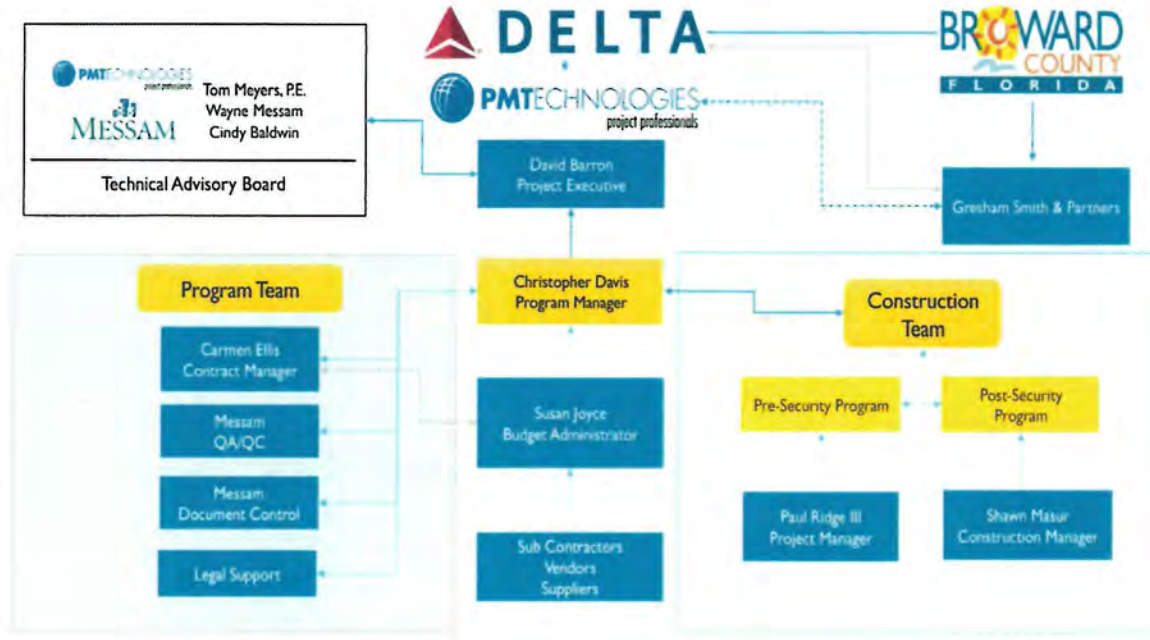 DELTA
BROWARD
COUNTY
FLORIDA
PMTECHNOLOGIES
project professionals
PMTECHNOLOGIES
project professionals
MESSAM
Tom Meyers, P.E.
Wayne Messam
Cindy Baldwin
Technical Advisory Board
David Barron
Project Executive
Gresham Smith & Partners
Program Team
Christopher Davis
Program Manager
Construction
Team
Carmen Ellis
Contract Manager
Messam
QA/QC
Messam
Document Control
Legal Support
Susan Joyce
Budget Administrator
Sub Contractors
Vendors
Suppliers
Pre-Security Program
Post-Security
Program
Paul Ridge III
Project Manager
Shawn Masur
Construction Manager